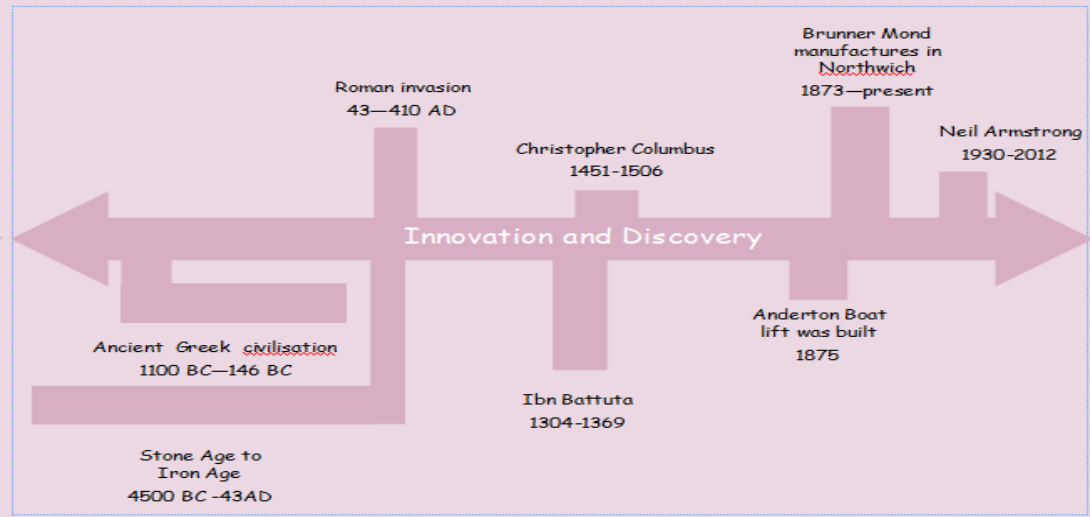 Brunner Mond
manufactures in
Northwich
1873—present
Roman invasion
43—410 AD
Neil Armstrong
1930-2012
Christopher Columbus
1451-1506
Innovation and Discovery
Anderton Boat
lift was built
1875
Ancient Greek civilisation
1100 BC—146 BC
Ibn Battuta
1304-1369
Stone Age to
Iron Age
4500 BC -43AD